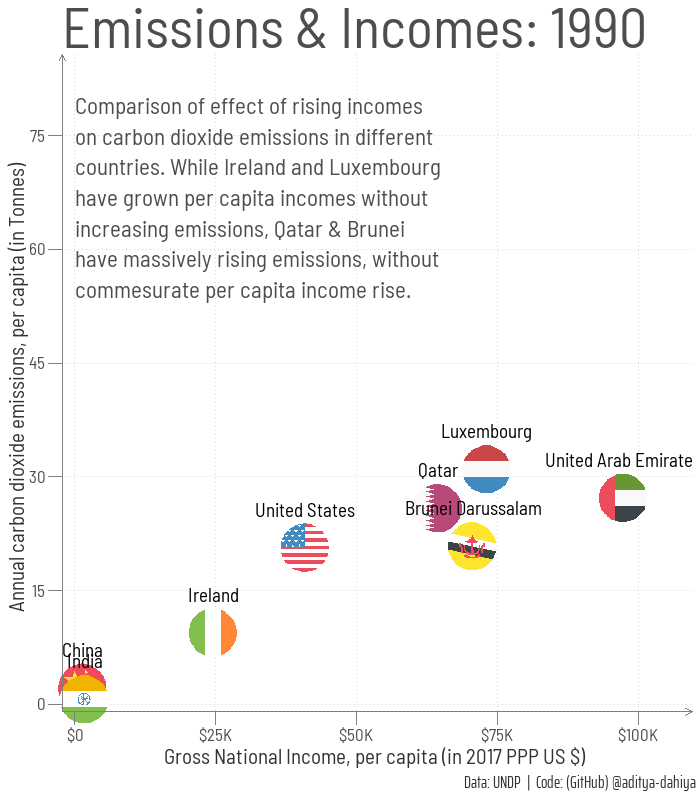 Emissions & Incomes: 1990
Comparison of effect of rising incomes
on carbon dioxide emissions in different
countries. While Ireland and Luxembourg
have grown per capita incomes without
increasing emissions, Qatar & Brunei
have massively rising emissions, without
commesurate per capita income rise.
Annual carbon dioxide emissions, per capita (in Tonnes)
75
60
45
30
15
0
Luxembourg
United Arab Emirate
Qatar
Brunei Darussalam
United States
Ireland
China
India
$0 $25K $50K $75K $100K
Gross National Income, per capita (in 2017 PPP US $)
Data: UNDP | Code: (GitHub) @aditya-dahiya